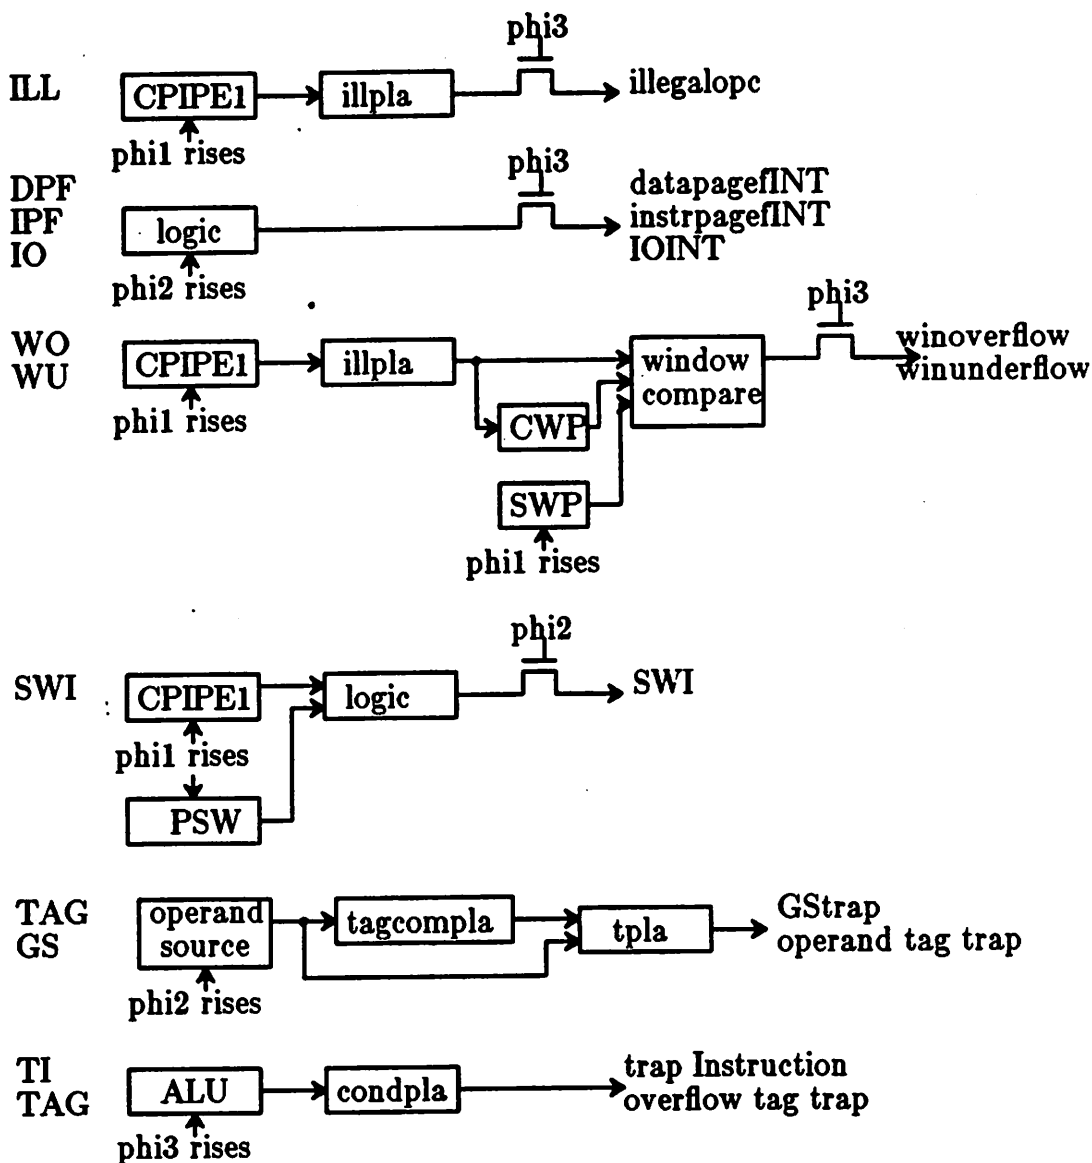 phi3
ILL
CPIPE1
illpla
illegalopc
phi1 rises
phi3
DPF
IPF
IO
logic
datapagefINT
instrpagefINT
IOINT
phi2 rises
phi3
WO
WU
CPIPE1
illpla
window
compare
winoverflow
winunderflow
phi1 rises
CWP
SWP
phi1 rises
phi2
SWI
CPIPE1
logic
SWI
phi1 rises
PSW
TAG
GS
operand
source
tagcompla
tpla
GStrap
operand tag trap
phi2 rises
TI
TAG
ALU
condpla
trap Instruction
overflow tag trap
phi3 rises